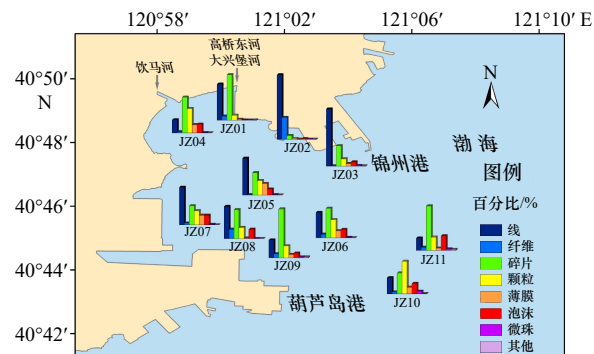 120°58′ 121°02′ 121°06′ 121°10′ E
高桥东河
大兴堡河
饮马河
N
40°50′
N
JZ01
JZ04
JZ02
40°48′
渤 海
JZ03
锦州港
图例
JZ05
百分比/%
40°46′
JZ07
JZ08
JZ06
JZ09
JZ11
线
纤维
碎片
颗粒
薄膜
泡沫
微珠
其他
40°44′
JZ10
葫芦岛港
40°42′